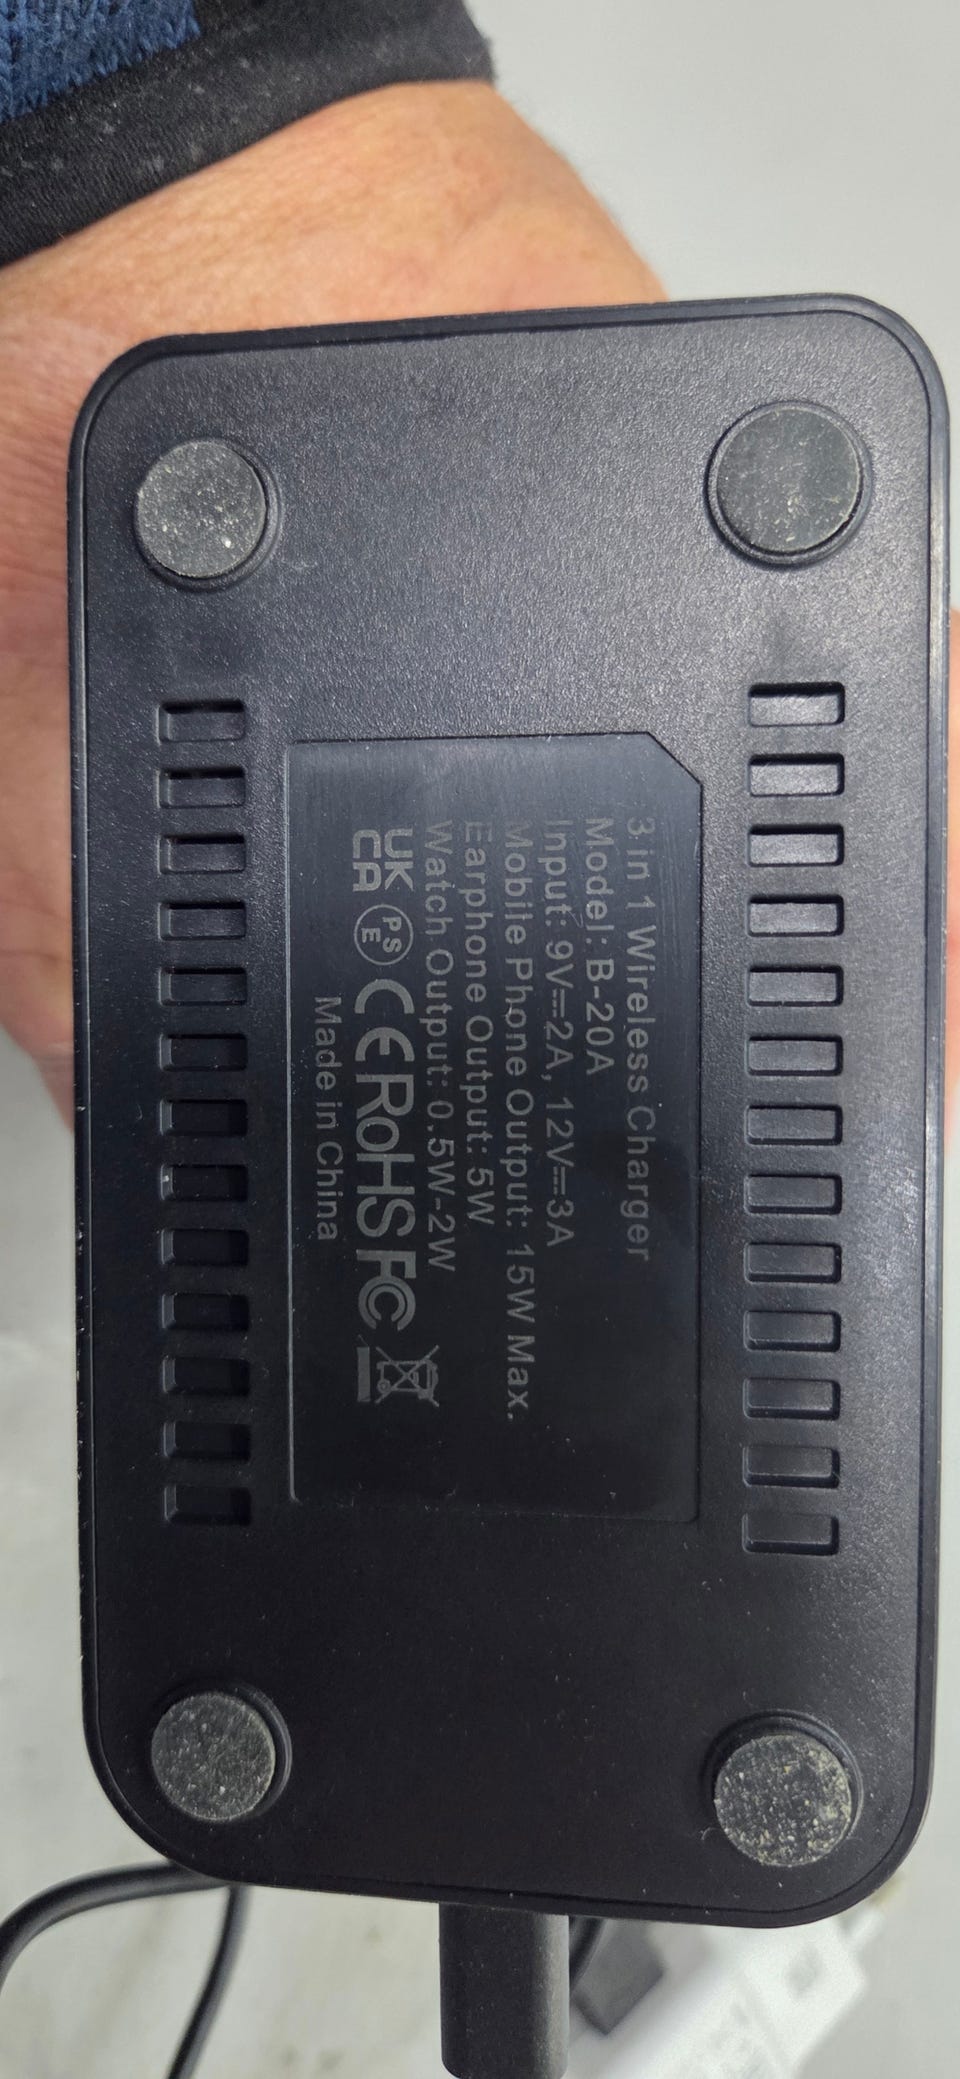 3 in 1 Wireless Charger
Model: B-20A
Input: 9V⎓2A, 12V⎓3A
Mobile Phone Output: 15W Max.
Earphone Output: 5W
Watch Output: 0.5W-2W
UK CA PS E CE RoHS FC
Made in China